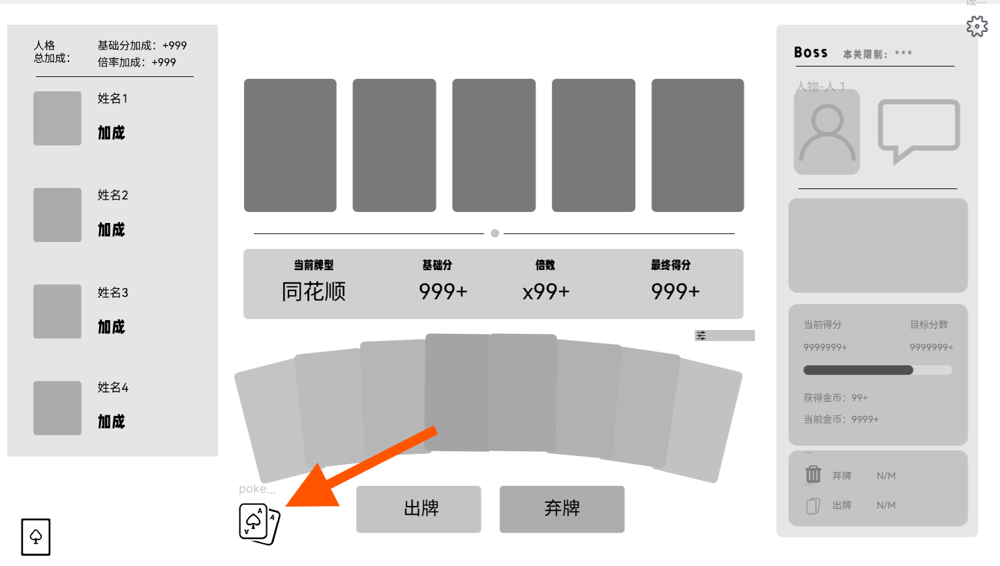 人格
总加成：
基础分加成：+999
倍率加成：+999
姓名1
加成
姓名2
加成
姓名3
加成
姓名4
加成
当前牌型
同花顺
基础分
999+
倍数
x99+
最终得分
999+
poke...
A
A
A
出牌
弃牌
设...
Boss
本关限制：***
人物-人 1
当前得分
目标分数
9999999+
9999999+
获得金币：99+
当前金币：9999+
...
弃牌
N/M
...
出牌
N/M